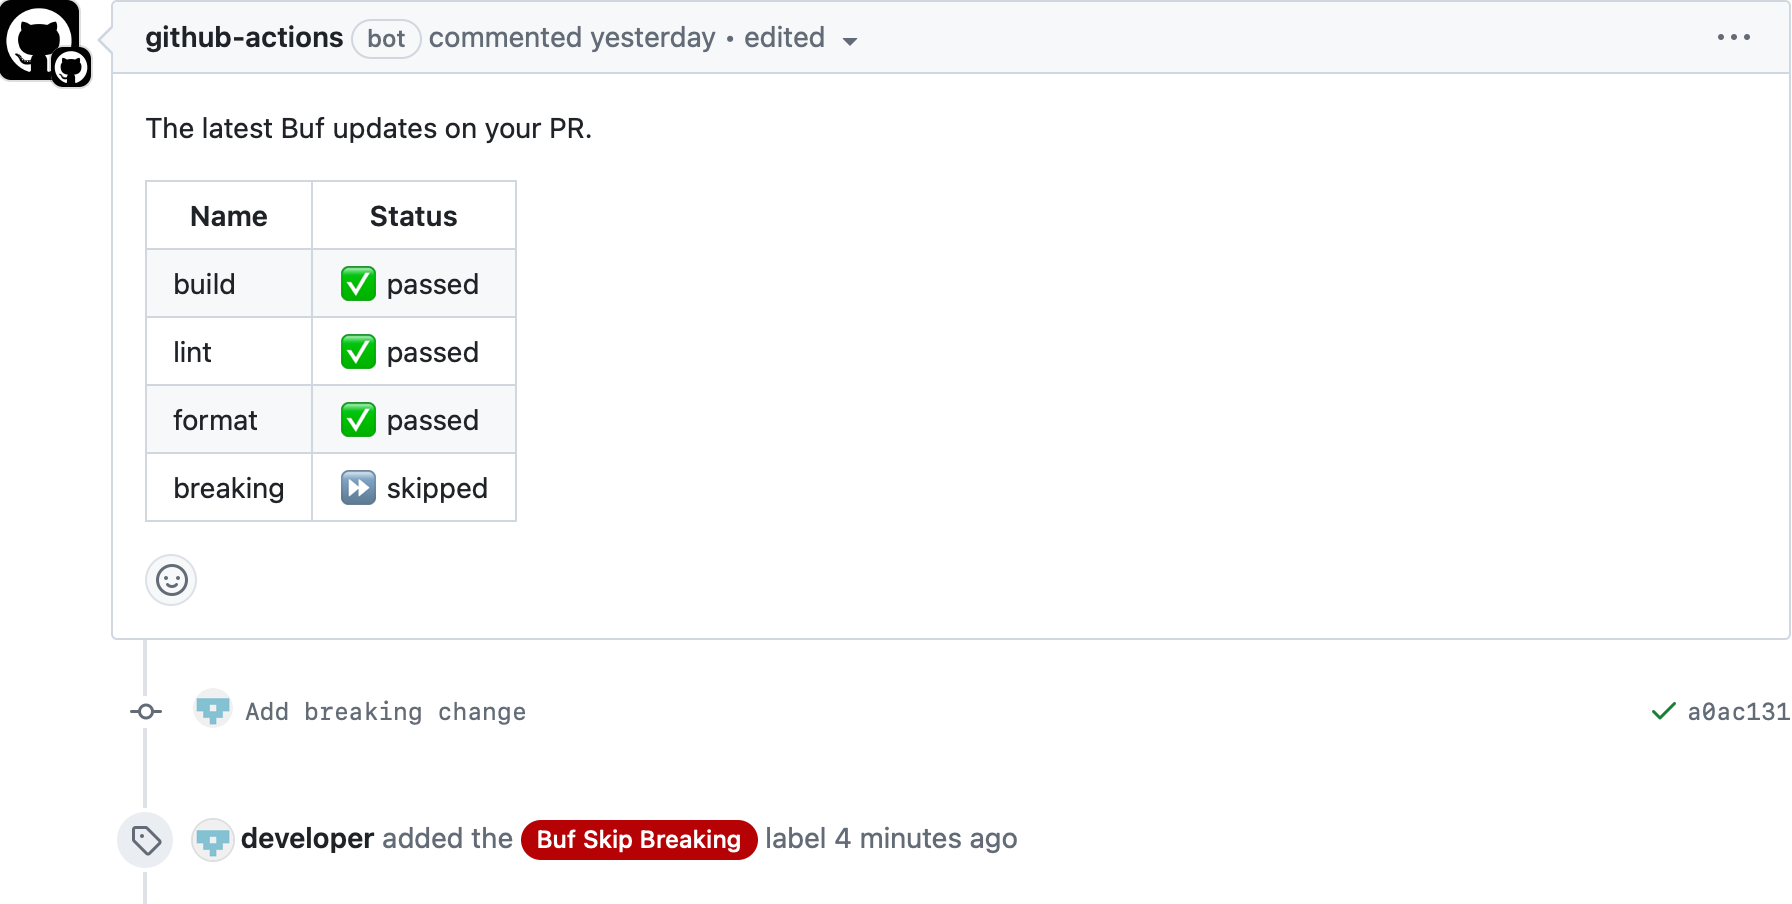 github-actions bot commented yesterday • edited
The latest Buf updates on your PR.
Name Status
build ✅ passed
lint ✅ passed
format ✅ passed
breaking ⏩ skipped
Add breaking change a0ac131
developer added the Buf Skip Breaking label 4 minutes ago